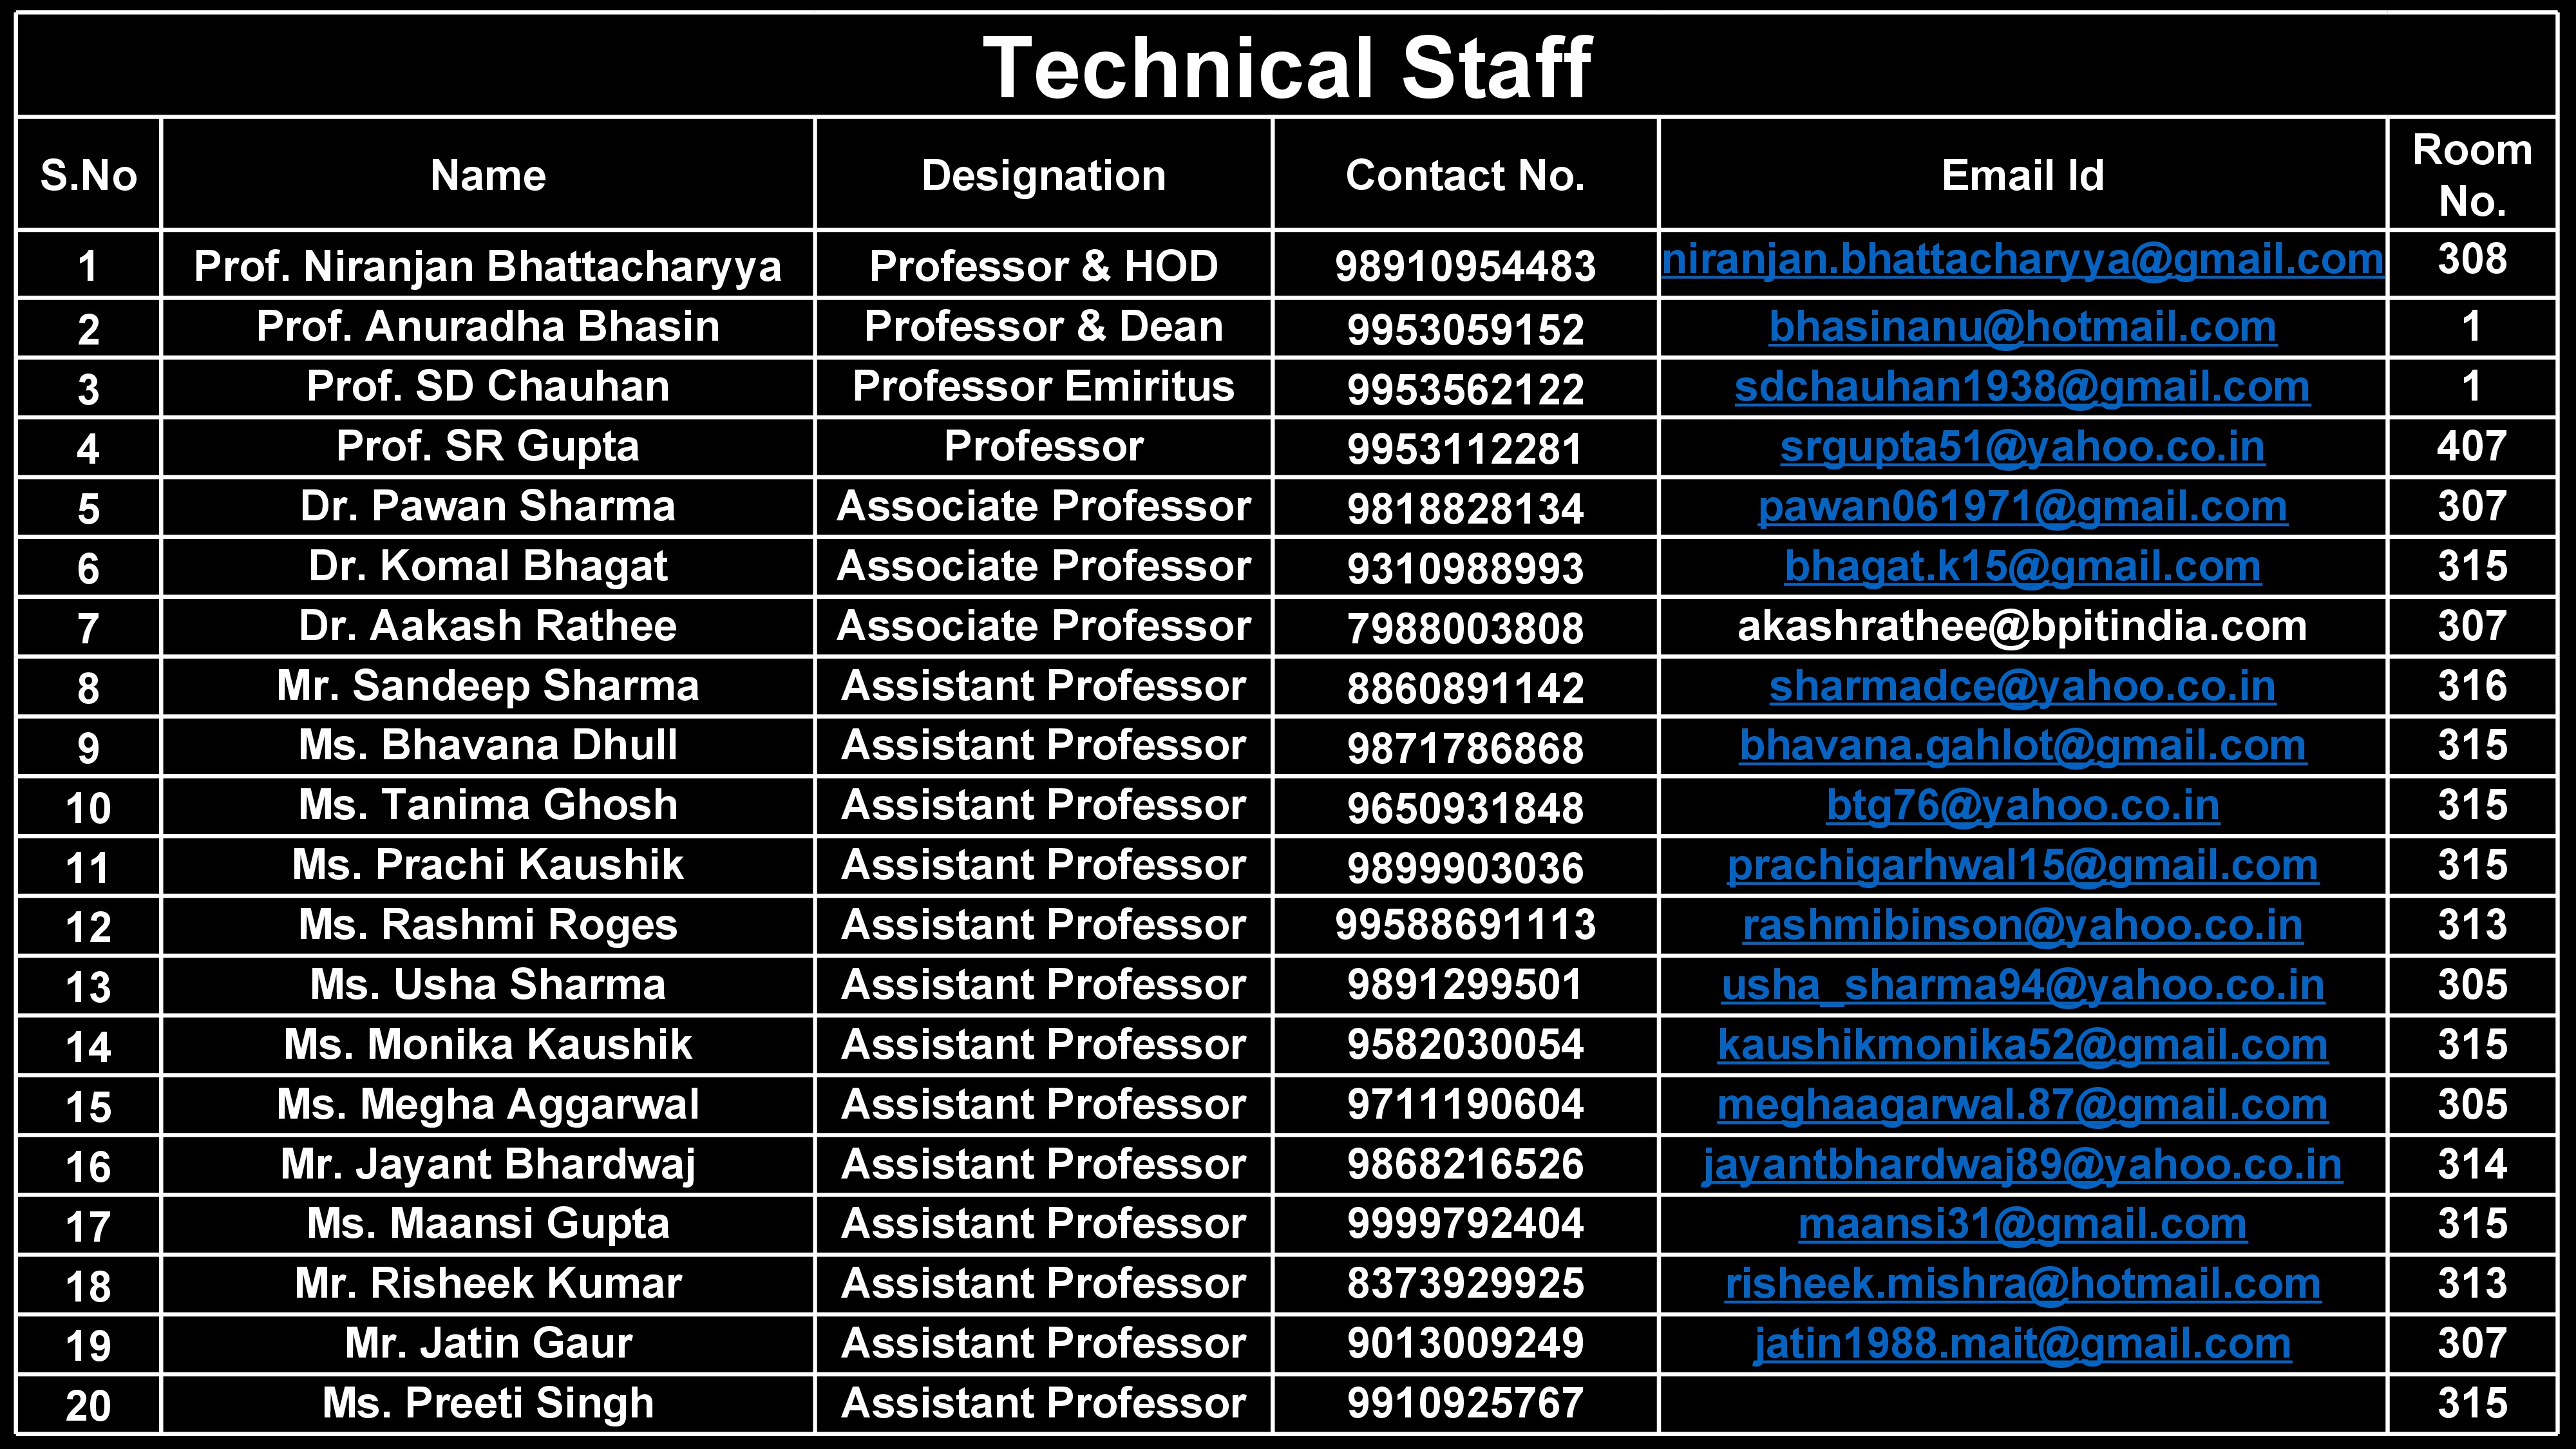 Technical Staff
S.No Name Designation Contact No. Email Id Room No.
1 Prof. Niranjan Bhattacharyya Professor & HOD 98910954483 niranjan.bhattacharyya@gmail.com 308
2 Prof. Anuradha Bhasin Professor & Dean 9953059152 bhasinanu@hotmail.com 1
3 Prof. SD Chauhan Professor Emiritus 9953562122 sdchauhan1938@gmail.com 1
4 Prof. SR Gupta Professor 9953112281 srgupta51@yahoo.co.in 407
5 Dr. Pawan Sharma Associate Professor 9818828134 pawan061971@gmail.com 307
6 Dr. Komal Bhagat Associate Professor 9310988993 bhagat.k15@gmail.com 315
7 Dr. Aakash Rathee Associate Professor 7988003808 akashrathee@bpitindia.com 307
8 Mr. Sandeep Sharma Assistant Professor 8860891142 sharmadce@yahoo.co.in 316
9 Ms. Bhavana Dhull Assistant Professor 9871786868 bhavana.gahlot@gmail.com 315
10 Ms. Tanima Ghosh Assistant Professor 9650931848 btg76@yahoo.co.in 315
11 Ms. Prachi Kaushik Assistant Professor 9899903036 prachigarhwal15@gmail.com 315
12 Ms. Rashmi Roges Assistant Professor 99588691113 rashmibinson@yahoo.co.in 313
13 Ms. Usha Sharma Assistant Professor 9891299501 usha_sharma94@yahoo.co.in 305
14 Ms. Monika Kaushik Assistant Professor 9582030054 kaushikmonika52@gmail.com 315
15 Ms. Megha Aggarwal Assistant Professor 9711190604 meghaagarwal.87@gmail.com 305
16 Mr. Jayant Bhardwaj Assistant Professor 9868216526 jayantbhardwaj89@yahoo.co.in 314
17 Ms. Maansi Gupta Assistant Professor 9999792404 maansi31@gmail.com 315
18 Mr. Risheek Kumar Assistant Professor 8373929925 risheek.mishra@hotmail.com 313
19 Mr. Jatin Gaur Assistant Professor 9013009249 jatin1988.mait@gmail.com 307
20 Ms. Preeti Singh Assistant Professor 9910925767 315